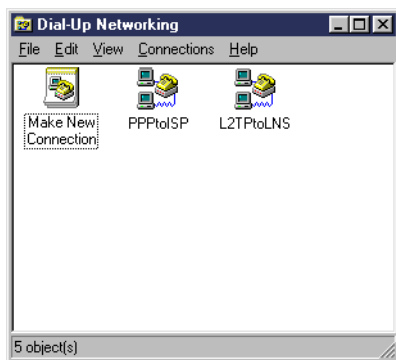 Dial-Up Networking
File Edit View Connections Help
Make New
Connection
PPPtoISP
L2TPtoLNS
5 object(s)